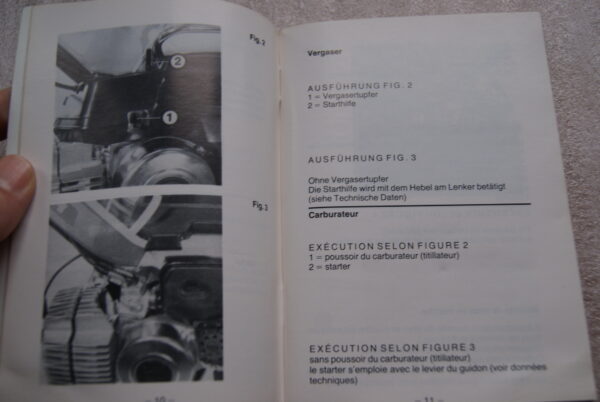 Fig. 2
2
1
Fig. 3
– 10 –
Vergaser
AUSFÜHRUNG FIG. 2
1 = Vergasertupfer
2 = Starthilfe
AUSFÜHRUNG FIG. 3
Ohne Vergasertupfer
Die Starthilfe wird mit dem Hebel am Lenker betätigt
(siehe Technische Daten)
Carburateur
EXÉCUTION SELON FIGURE 2
1 = poussoir du carburateur (titillateur)
2 = starter
EXÉCUTION SELON FIGURE 3
sans poussoir du carburateur (titillateur)
le starter s'emploie avec le levier du guidon (voir données
techniques)
– 11 –